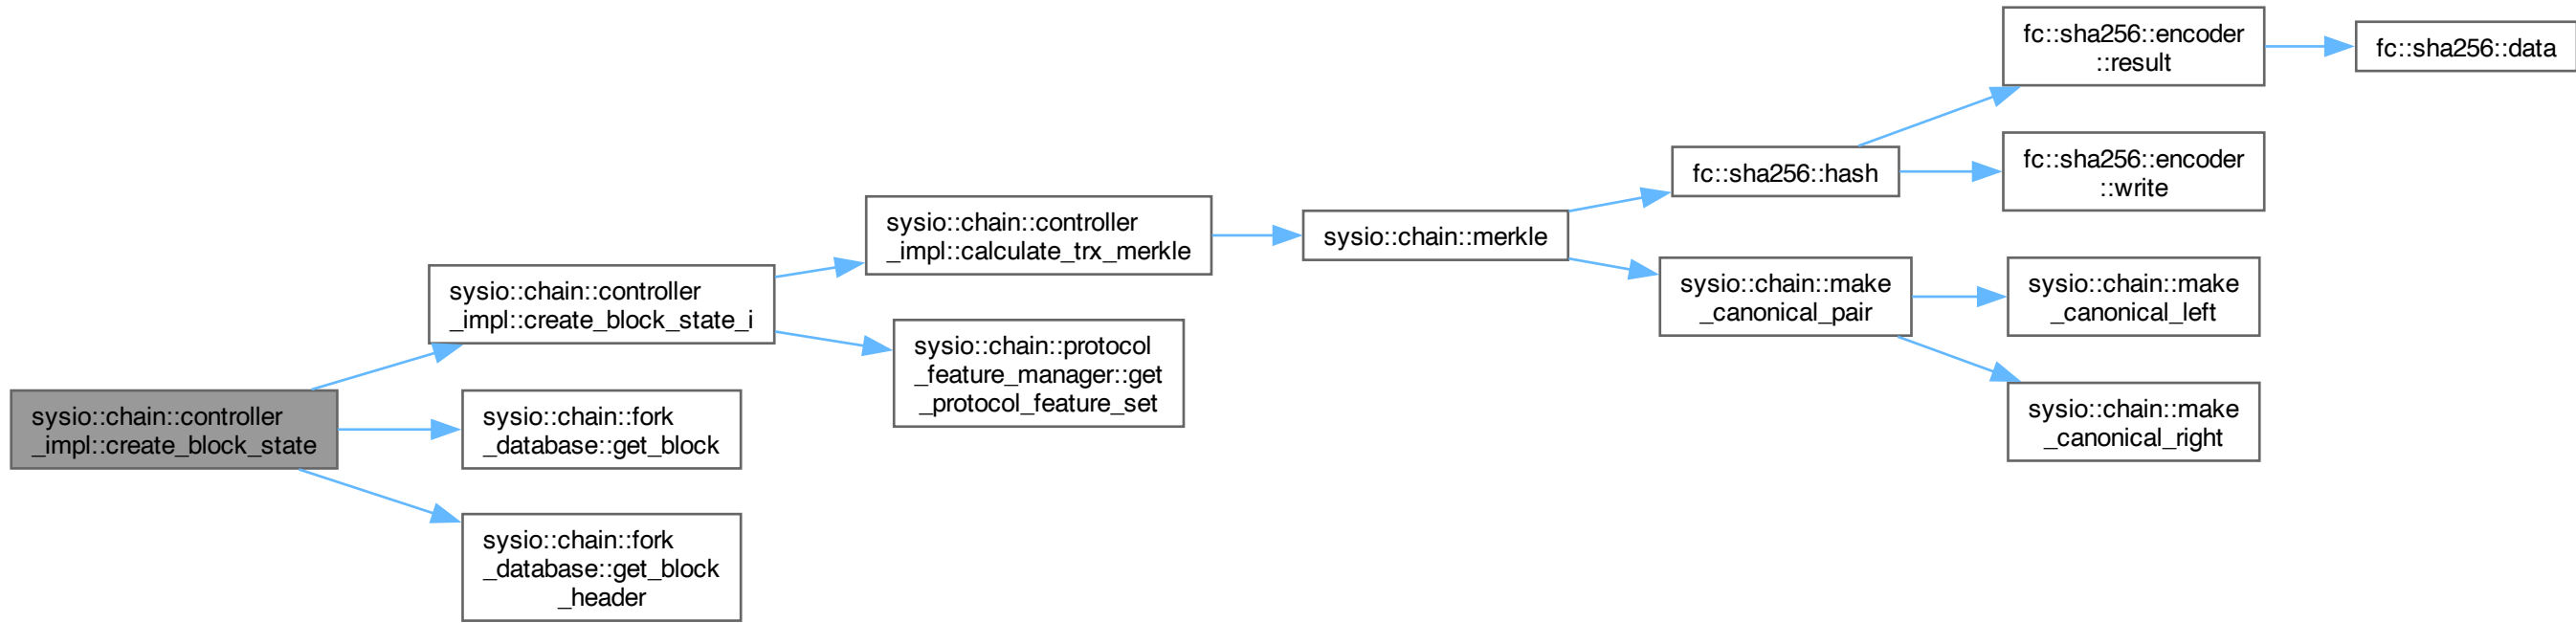 sysio::chain::controller
_impl::create_block_state
sysio::chain::controller
_impl::create_block_state_i
sysio::chain::fork
_database::get_block
sysio::chain::fork
_database::get_block
_header
sysio::chain::controller
_impl::calculate_trx_merkle
sysio::chain::protocol
_feature_manager::get
_protocol_feature_set
sysio::chain::merkle
fc::sha256::hash
sysio::chain::make
_canonical_pair
fc::sha256::encoder
::result
fc::sha256::encoder
::write
sysio::chain::make
_canonical_left
sysio::chain::make
_canonical_right
fc::sha256::data